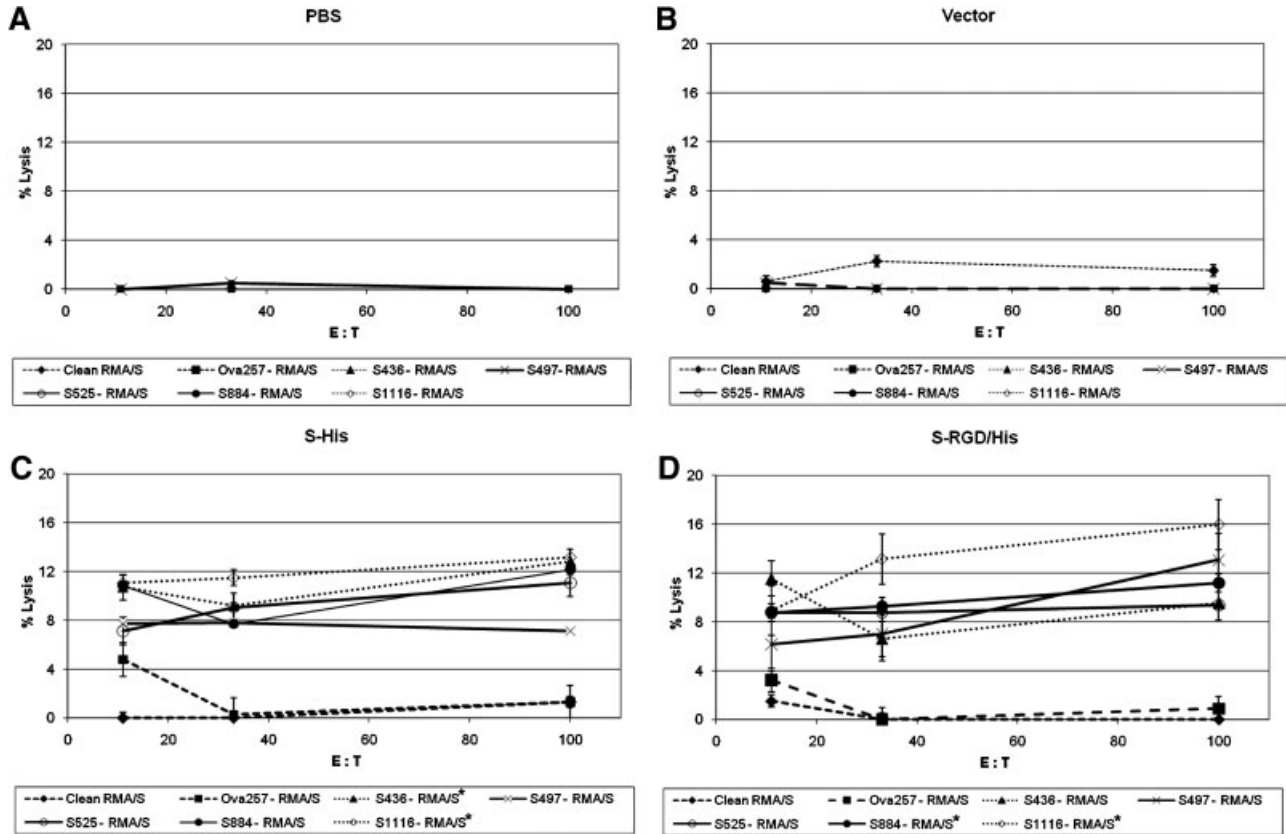 A
PBS
20
16
12
8
4
0
% Lysis
0 20 40 60 80 100
E : T
Clean RMA/S Ova257- RMA/S S436- RMA/S S497- RMA/S
S525- RMA/S S884- RMA/S S1116- RMA/S
B
Vector
20
16
12
8
4
0
% Lysis
0 20 40 60 80 100
E : T
Clean RMA/S Ova257- RMA/S S436- RMA/S S497- RMA/S
S525- RMA/S S884- RMA/S S1116- RMA/S
C
S-His
20
16
12
8
4
0
% Lysis
0 20 40 60 80 100
E : T
Clean RMA/S Ova257- RMA/S S436- RMA/S* S497- RMA/S
S525- RMA/S S884- RMA/S S1116- RMA/S*
D
S-RGD/His
20
16
12
8
4
0
% Lysis
0 20 40 60 80 100
E : T
Clean RMA/S Ova257- RMA/S S436- RMA/S S497- RMA/S
S525- RMA/S S884- RMA/S* S1116- RMA/S*